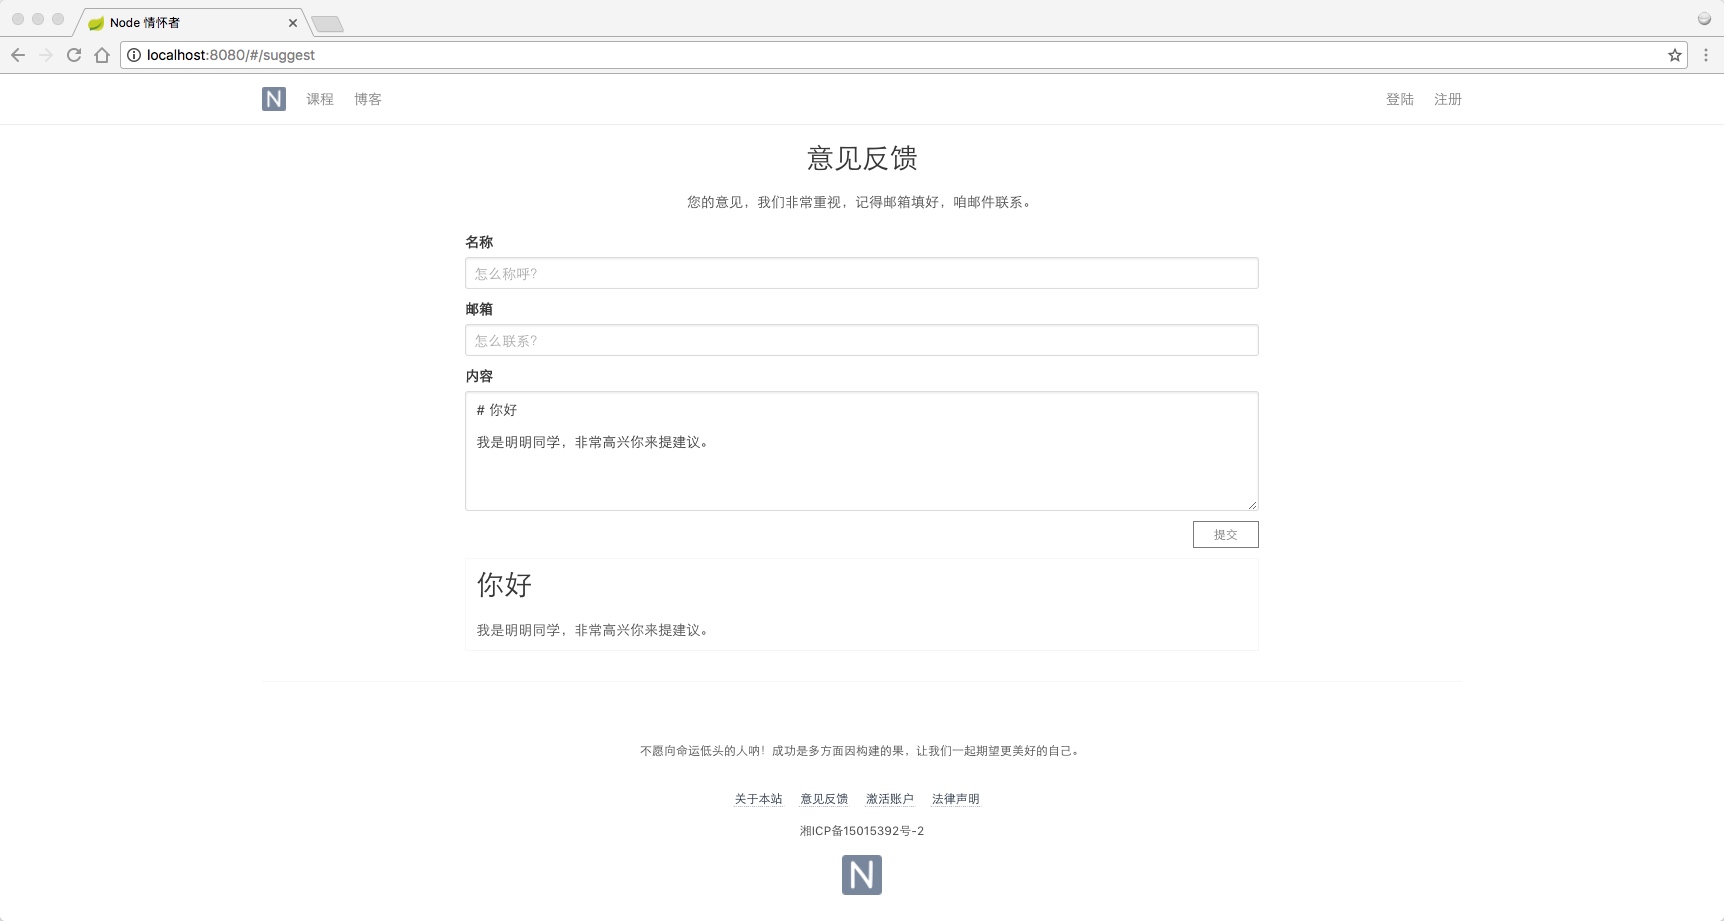 Node 情怀者
localhost:8080/#/suggest
N 课程 博客 登陆 注册
意见反馈
您的意见，我们非常重视，记得邮箱填好，咱邮件联系。
名称
怎么称呼?
邮箱
怎么联系?
内容
# 你好
我是明明同学，非常高兴你来提建议。
提交
你好
我是明明同学，非常高兴你来提建议。
不愿向命运低头的人呐！成功是多方面因构建的果，让我们一起期望更美好的自己。
关于本站 意见反馈 激活账户 法律声明
湘ICP备15015392号-2
N